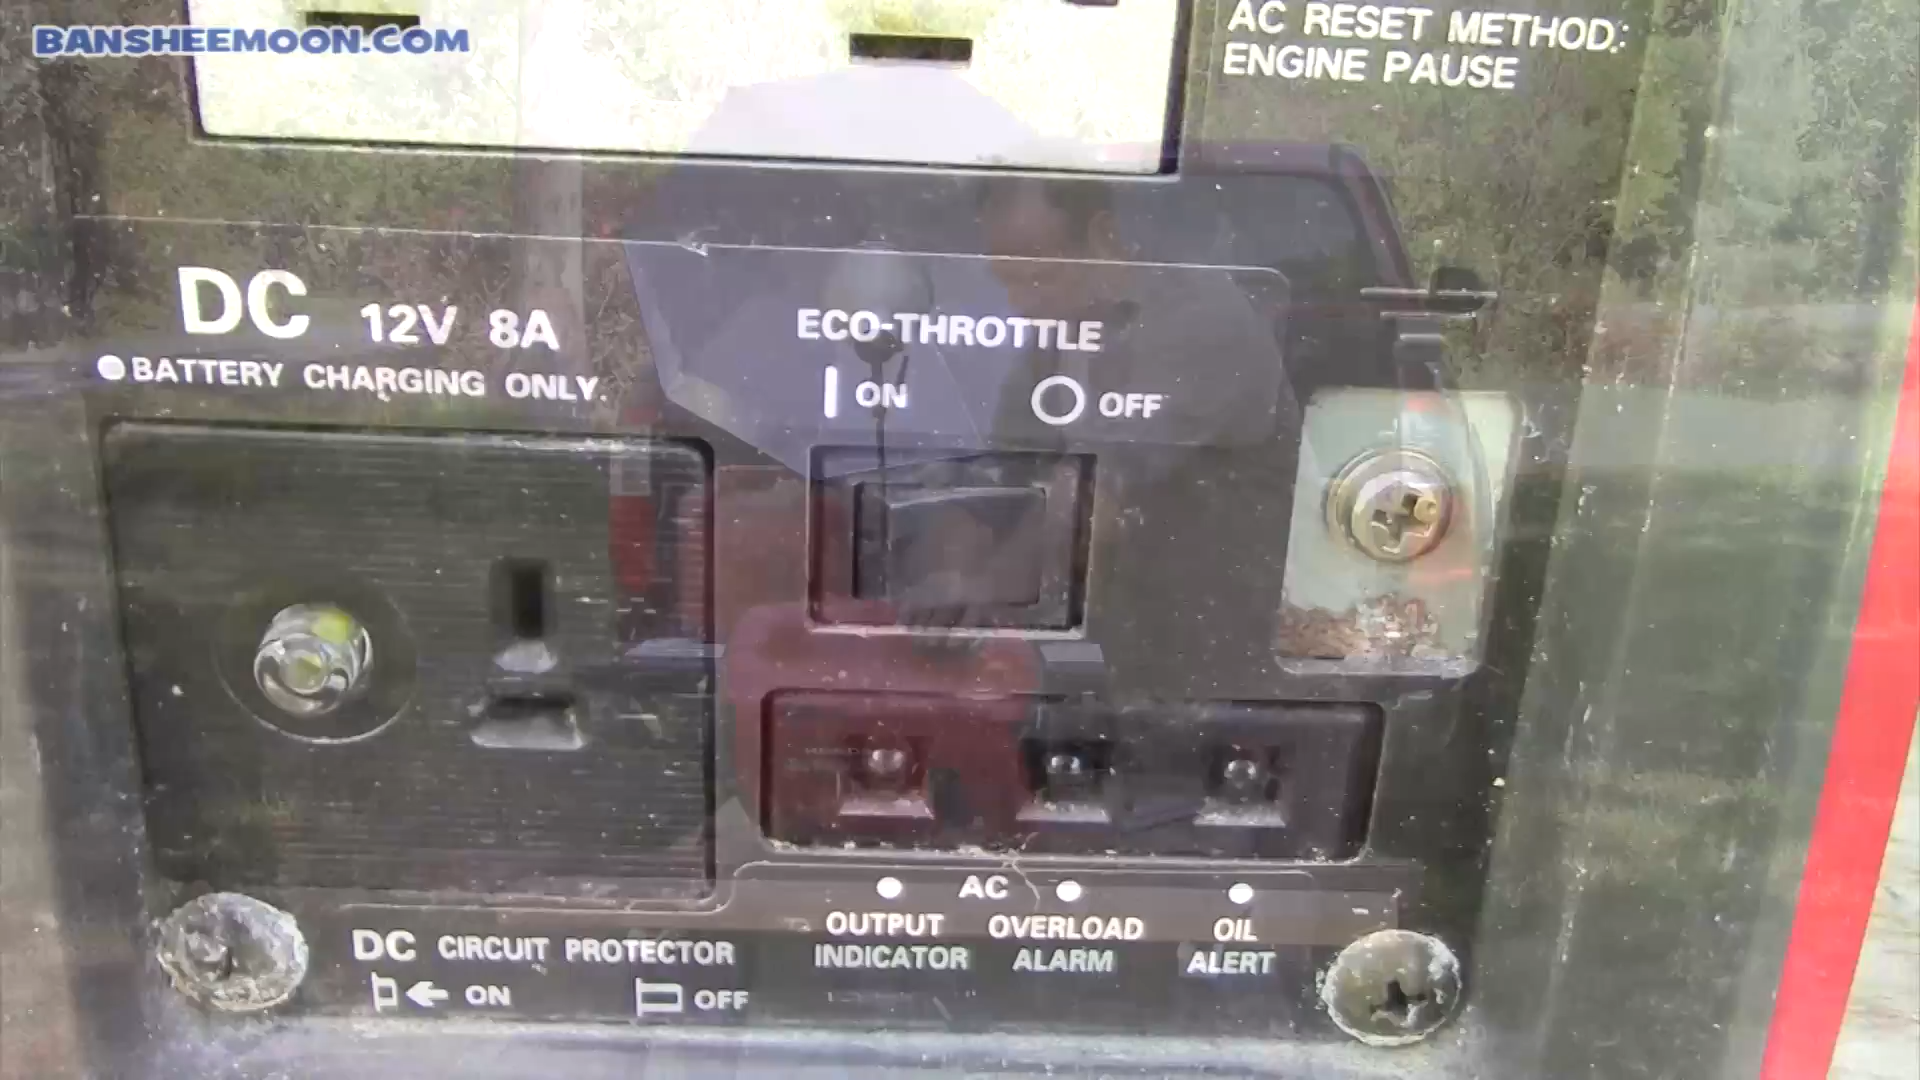 BANSHEEMOON.COM
AC RESET METHOD:
ENGINE PAUSE
DC 12V 8A
BATTERY CHARGING ONLY.
ECO-THROTTLE
ON OFF
AC
OUTPUT INDICATOR
OVERLOAD ALARM
OIL ALERT
DC CIRCUIT PROTECTOR
ON OFF